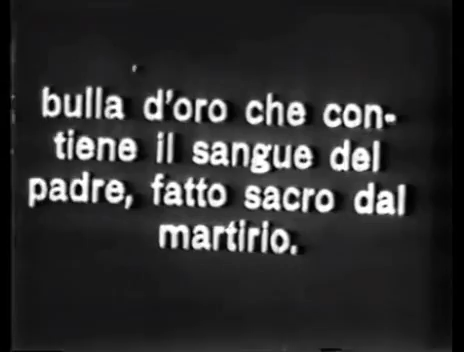 bulla d'oro che con-
tiene il sangue del
padre, fatto sacro dal
martirio.